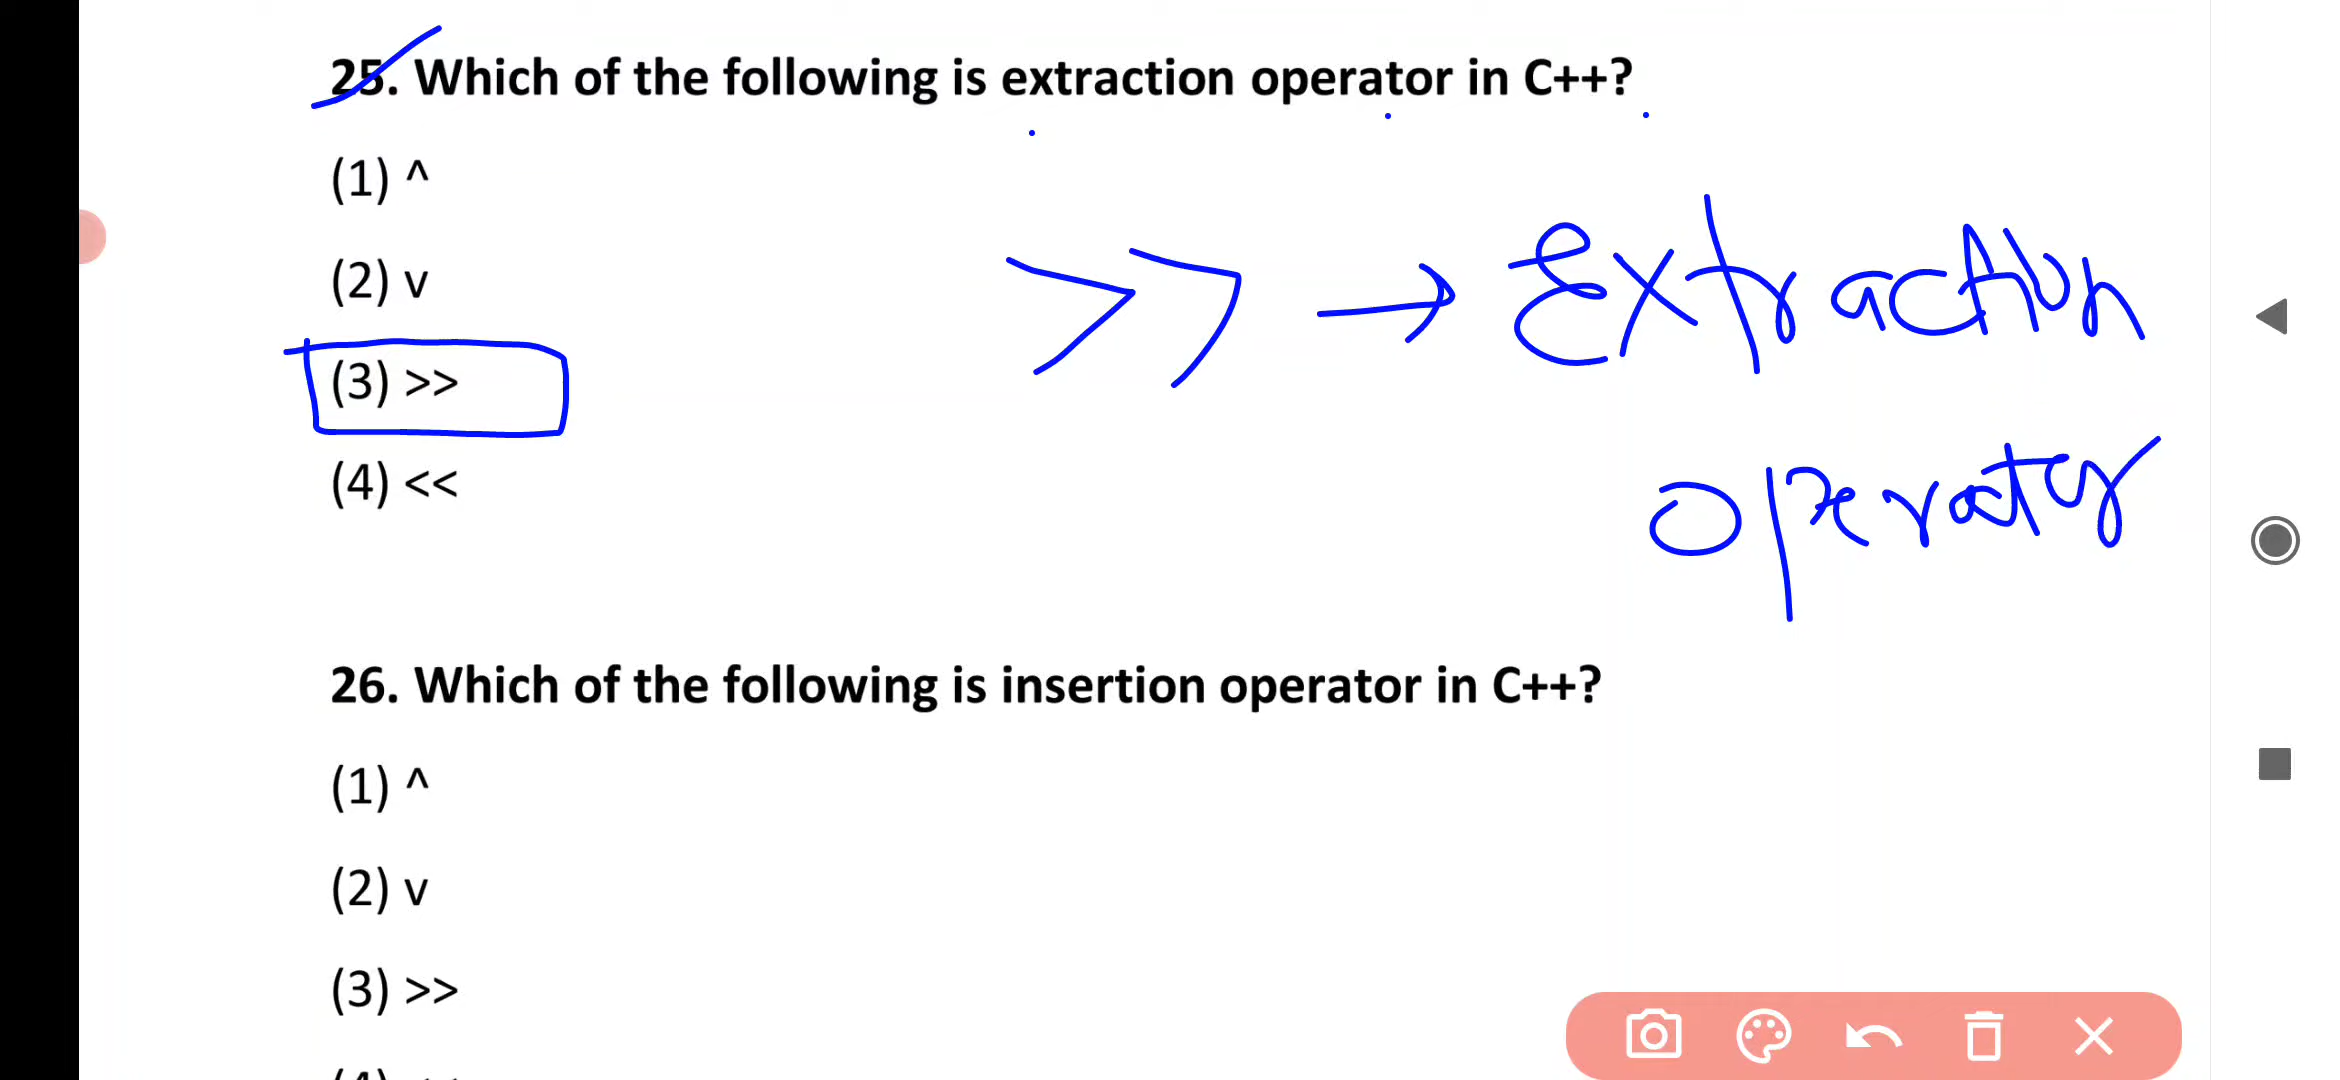 25. Which of the following is extraction operator in C++?
(1) ^
(2) v
>> → Extraction
(3) >>
(4) <<
operator
26. Which of the following is insertion operator in C++?
(1) ^
(2) v
(3) >>